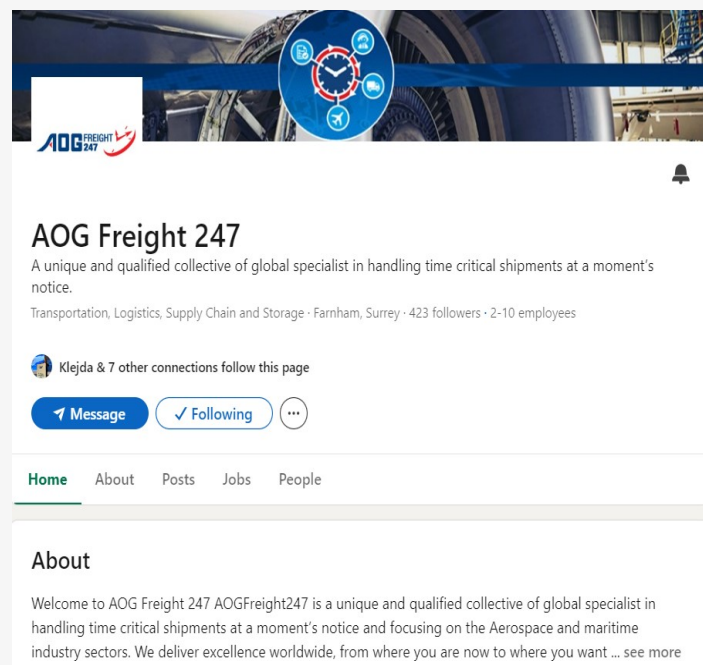 AOG FREIGHT
247
AOG Freight 247
A unique and qualified collective of global specialist in handling time critical shipments at a moment's
notice.
Transportation, Logistics, Supply Chain and Storage · Farnham, Surrey · 423 followers · 2-10 employees
Klejda & 7 other connections follow this page
Message
Following
Home About Posts Jobs People
About
Welcome to AOG Freight 247 AOGFreight247 is a unique and qualified collective of global specialist in
handling time critical shipments at a moment's notice and focusing on the Aerospace and maritime
industry sectors. We deliver excellence worldwide, from where you are now to where you want ... see more